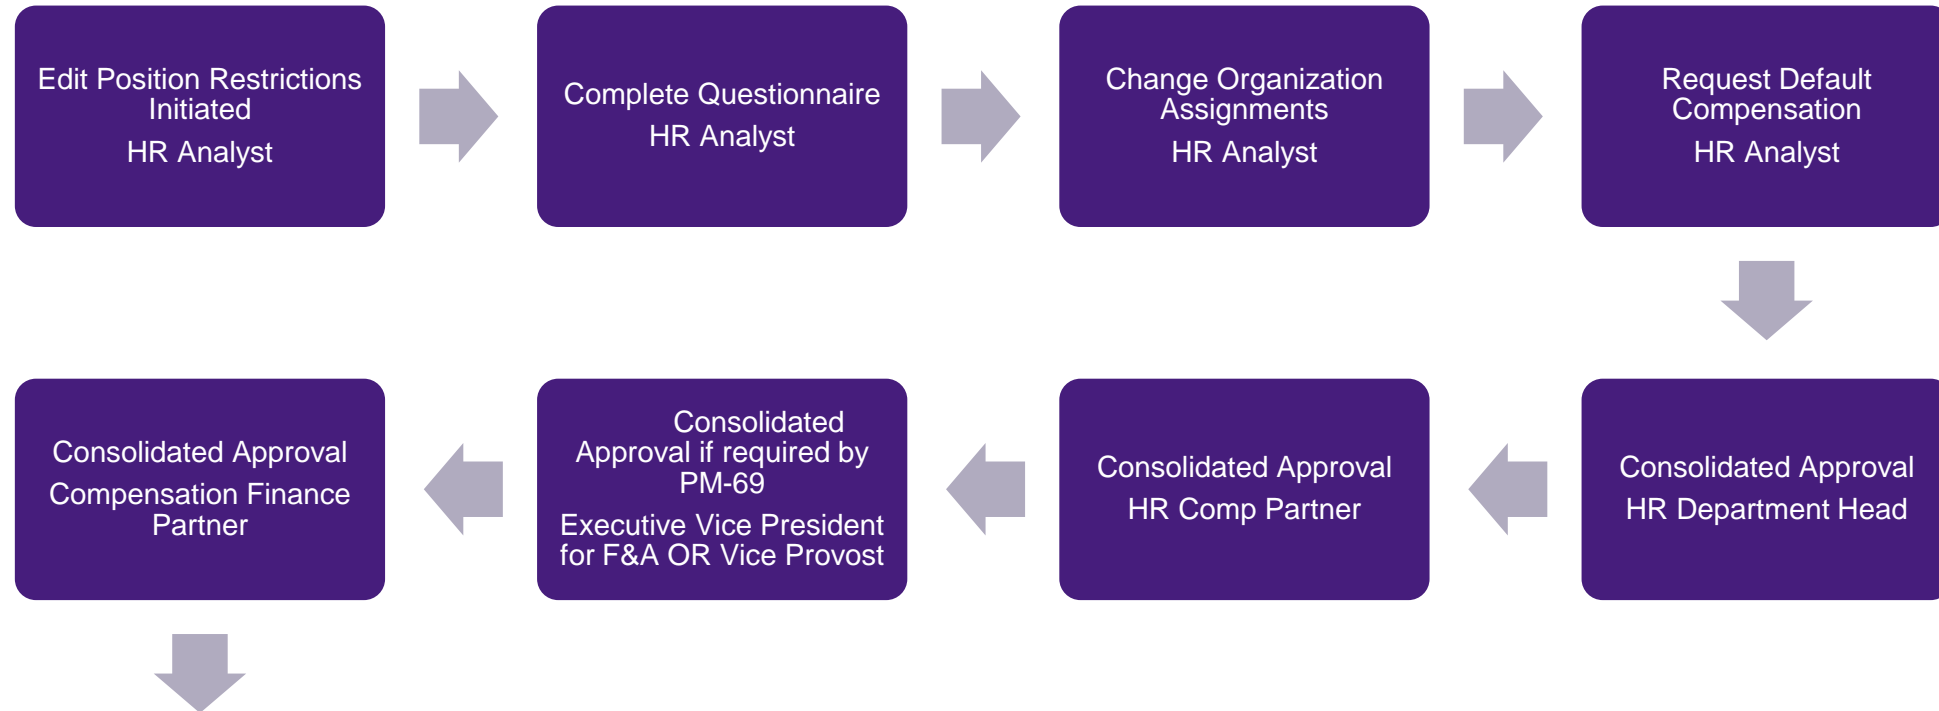 Edit Position Restrictions
Initiated
HR Analyst
Complete Questionnaire
HR Analyst
Change Organization
Assignments
HR Analyst
Request Default
Compensation
HR Analyst
Consolidated Approval
Compensation Finance
Partner
Consolidated
Approval if required by
PM-69
Executive Vice President
for F&A OR Vice Provost
Consolidated Approval
HR Comp Partner
Consolidated Approval
HR Department Head